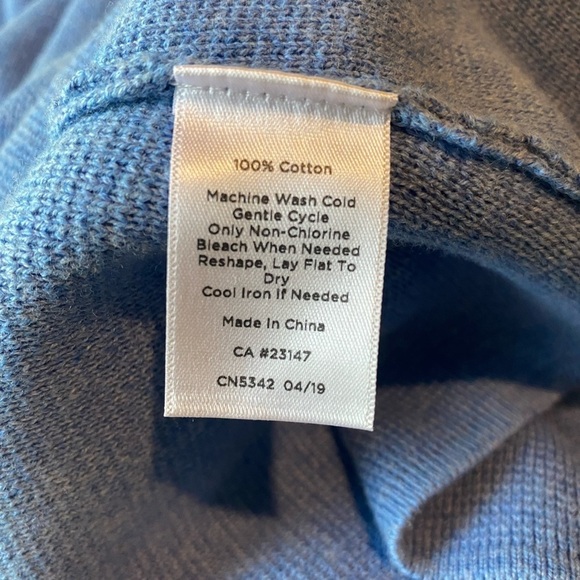 100% Cotton
Machine Wash Cold
Gentle Cycle
Only Non-Chlorine
Bleach When Needed
Reshape, Lay Flat To
Dry
Cool Iron If Needed
Made In China
CA #23147
CN5342 04/19